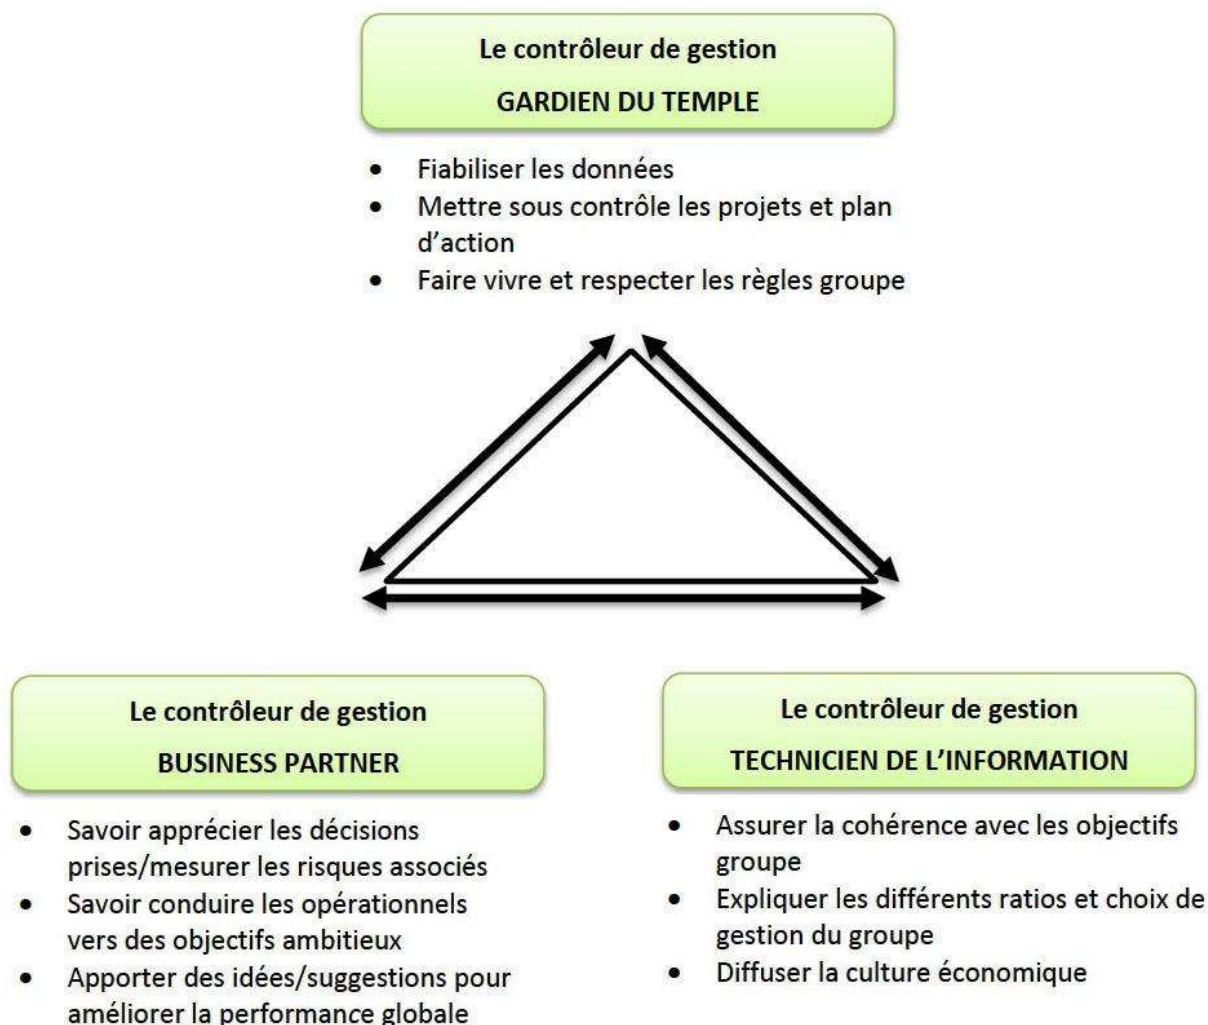 Le contrôleur de gestion
GARDIEN DU TEMPLE
• Fiabiliser les données
• Mettre sous contrôle les projets et plan
d'action
• Faire vivre et respecter les règles groupe
Le contrôleur de gestion
BUSINESS PARTNER
• Savoir apprécier les décisions
prises/mesurer les risques associés
• Savoir conduire les opérationnels
vers des objectifs ambitieux
• Apporter des idées/suggestions pour
améliorer la performance globale
Le contrôleur de gestion
TECHNICIEN DE L'INFORMATION
• Assurer la cohérence avec les objectifs
groupe
• Expliquer les différents ratios et choix de
gestion du groupe
• Diffuser la culture économique